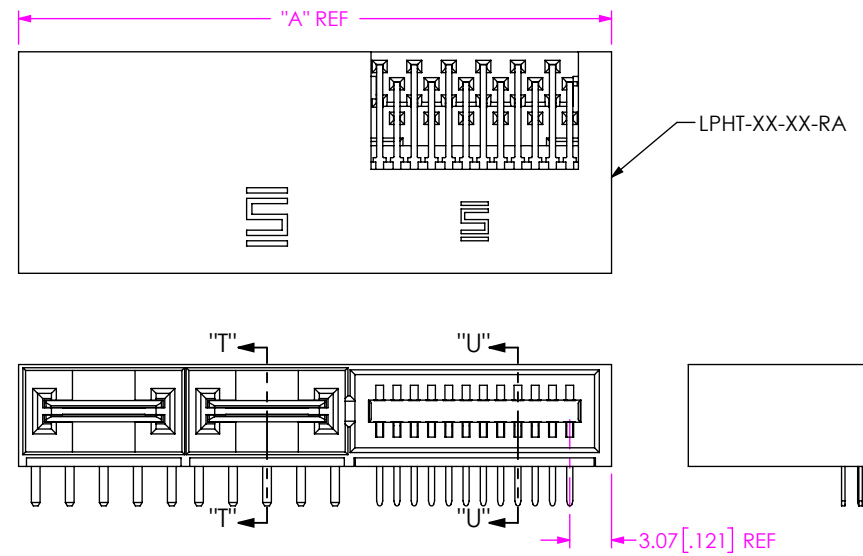 "A" REF
LPHT-XX-XX-RA
"T" "U"
"T" "U"
3.07[.121] REF